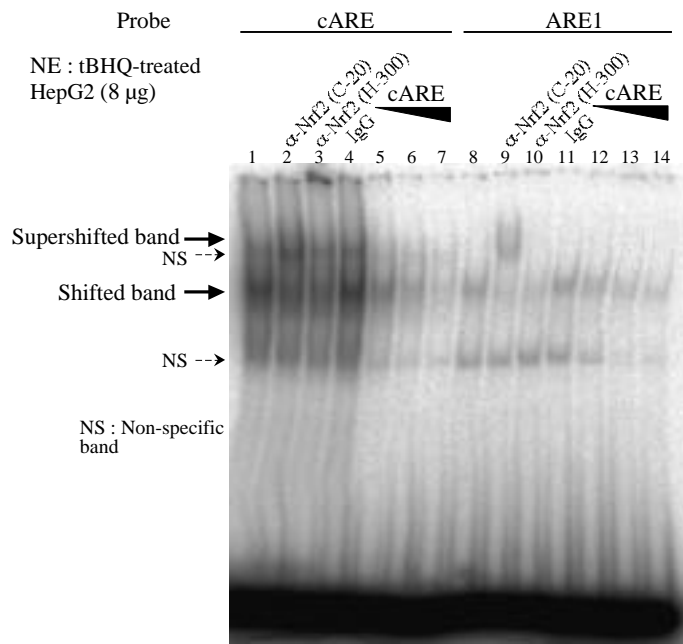 Probe cARE ARE1
NE : tBHQ-treated
HepG2 (8 μg)
α-Nrf2 (C-20)
α-Nrf2 (H-300)
IgG
cARE
α-Nrf2 (C-20)
α-Nrf2 (H-300)
IgG
cARE
1 2 3 4 5 6 7 8 9 10 11 12 13 14
Supershifted band
NS
Shifted band
NS
NS : Non-specific
band